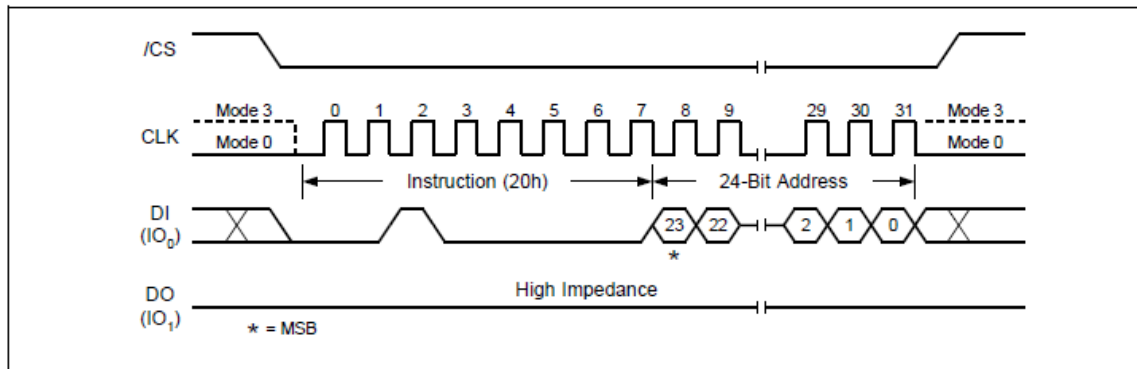 /CS
Mode 3 0 1 2 3 4 5 6 7 8 9 29 30 31 Mode 3
CLK Mode 0 Mode 0
Instruction (20h) 24-Bit Address
DI
(IO0) 23 22 2 1 0
*
High Impedance
DO
(IO1)
* = MSB